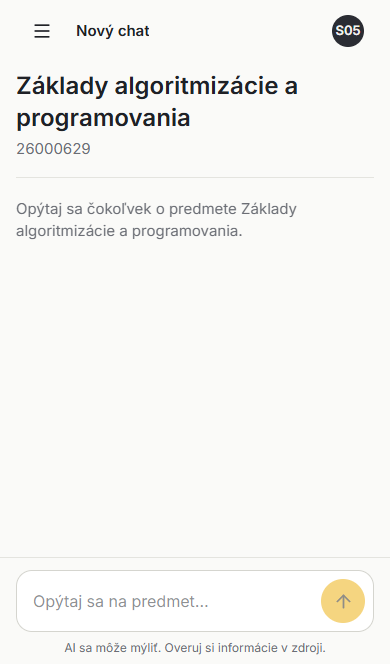 Nový chat
S05
Základy algoritmizácie a
programovania
26000629
Opýtaj sa čokoľvek o predmete Základy
algoritmizácie a programovania.
Opýtaj sa na predmet...
AI sa môže mýliť. Overuj si informácie v zdroji.